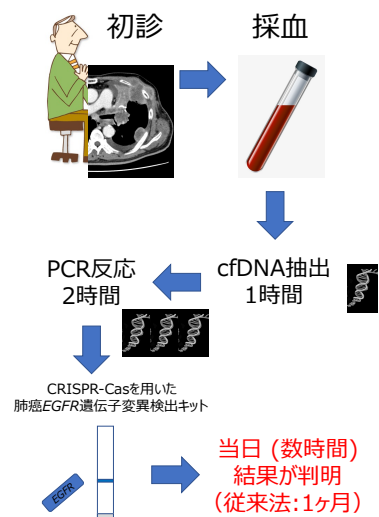 初診
採血
cfDNA抽出
1時間
PCR反応
2時間
CRISPR-Casを用いた
肺癌EGFR遺伝子変異検出キット
EGFR
当日 (数時間)
結果が判明
（従来法:1ヶ月）